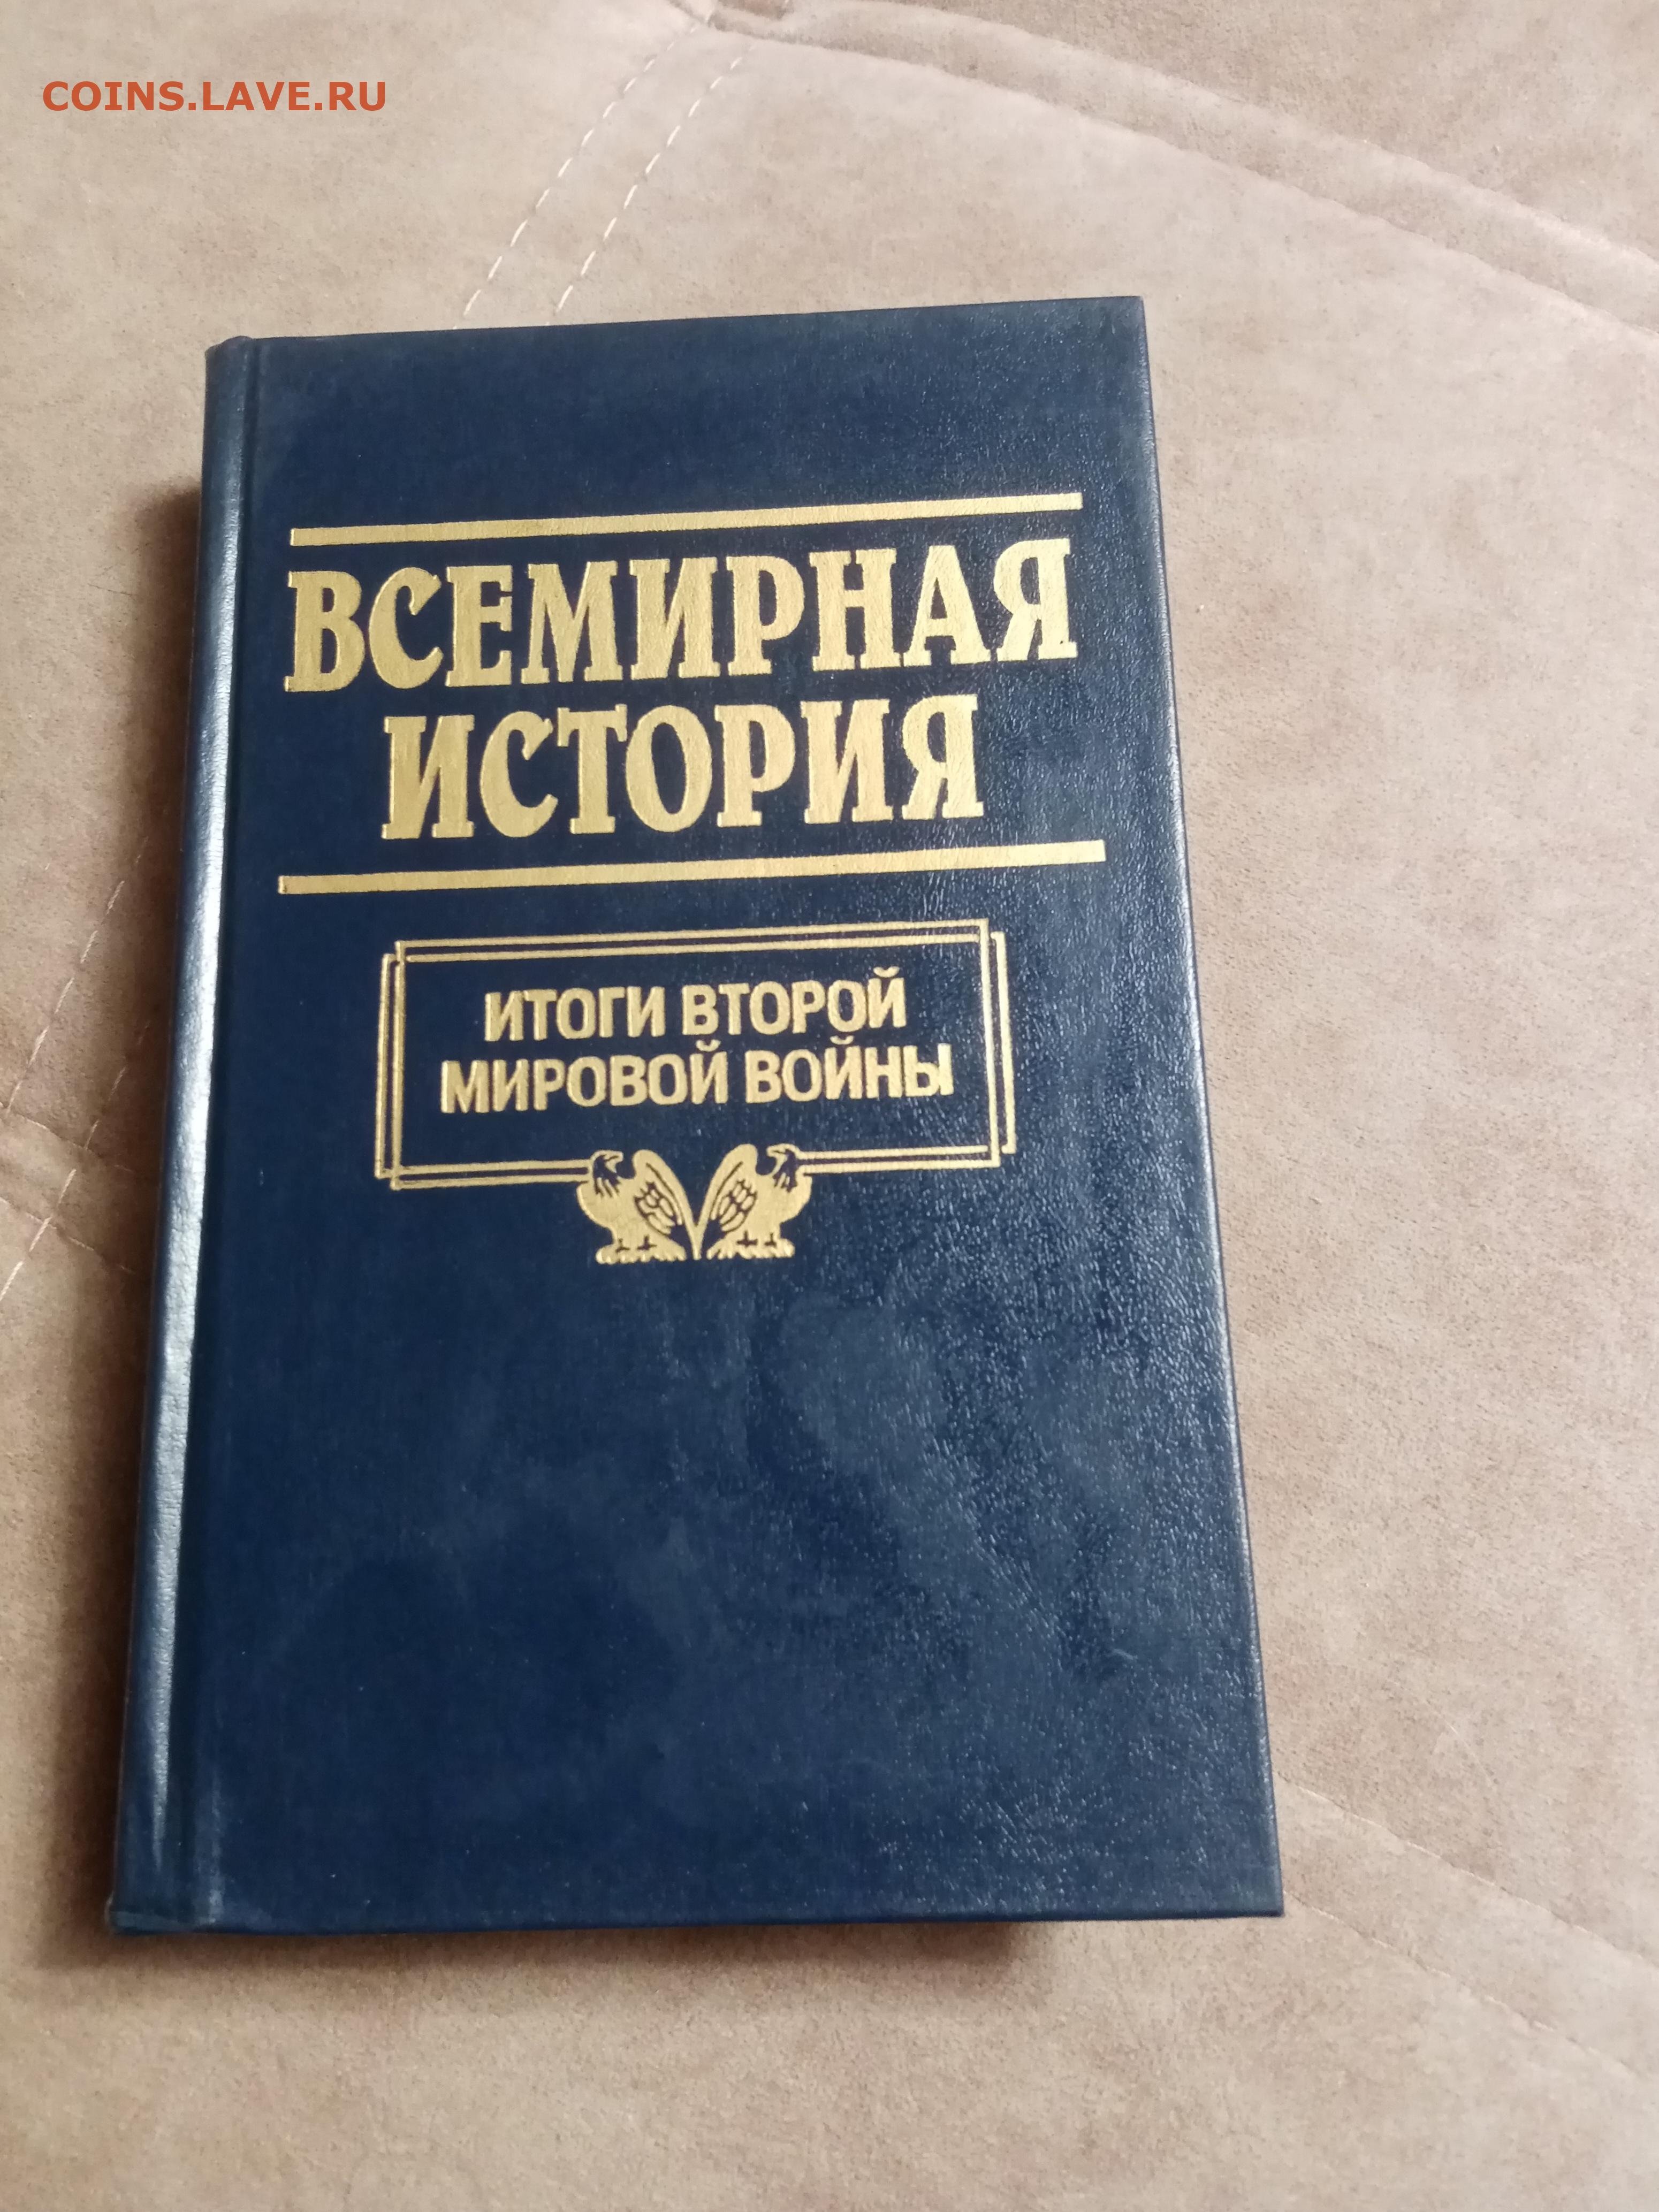 COINS.LAVE.RU
ВСЕМИРНАЯ
ИСТОРИЯ
ИТОГИ ВТОРОЙ
МИРОВОЙ ВОЙНЫ